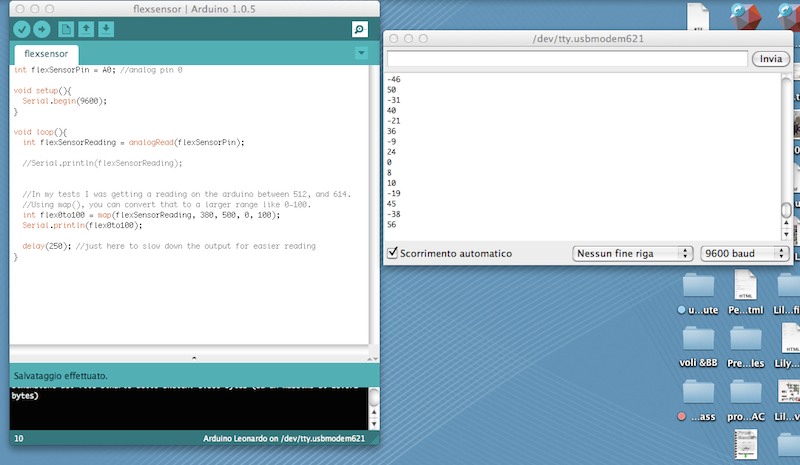 flexsensor | Arduino 1.0.5
flexsensor
int flexSensorPin = A0; //analog pin 0
void setup(){
Serial.begin(9600);
}
void loop(){
int flexSensorReading = analogRead(flexSensorPin);
//Serial.println(flexSensorReading);
//In my tests I was getting a reading on the arduino between 512, and 614.
//Using map(), you can convert that to a larger range like 0-100.
int flex0to100 = map(flexSensorReading, 380, 500, 0, 100);
Serial.println(flex0to100);
delay(250); //just here to slow down the output for easier reading
}
Salvataggio effettuato.
bytes)
10
Arduino Leonardo on /dev/tty.usbmodem621
/dev/tty.usbmodem621
Invia
-46
50
-31
40
-21
36
-9
24
0
8
10
-19
45
-38
56
Scorrimento automatico
Nessun fine riga
9600 baud
HTML
u...ute
Pe...tml
Lil
voli &BB
Pre...les
Lily
...ass
pro...AC
Lil